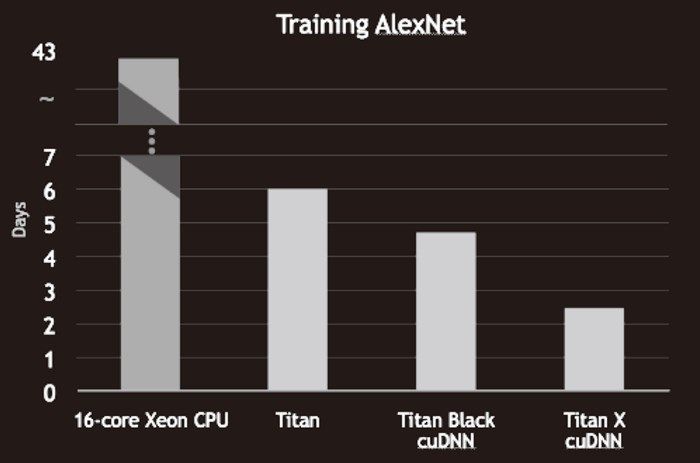 Training AlexNet
43
~
7
6
5
4
3
2
1
0
Days
16-core Xeon CPU
Titan
Titan Black
cuDNN
Titan X
cuDNN